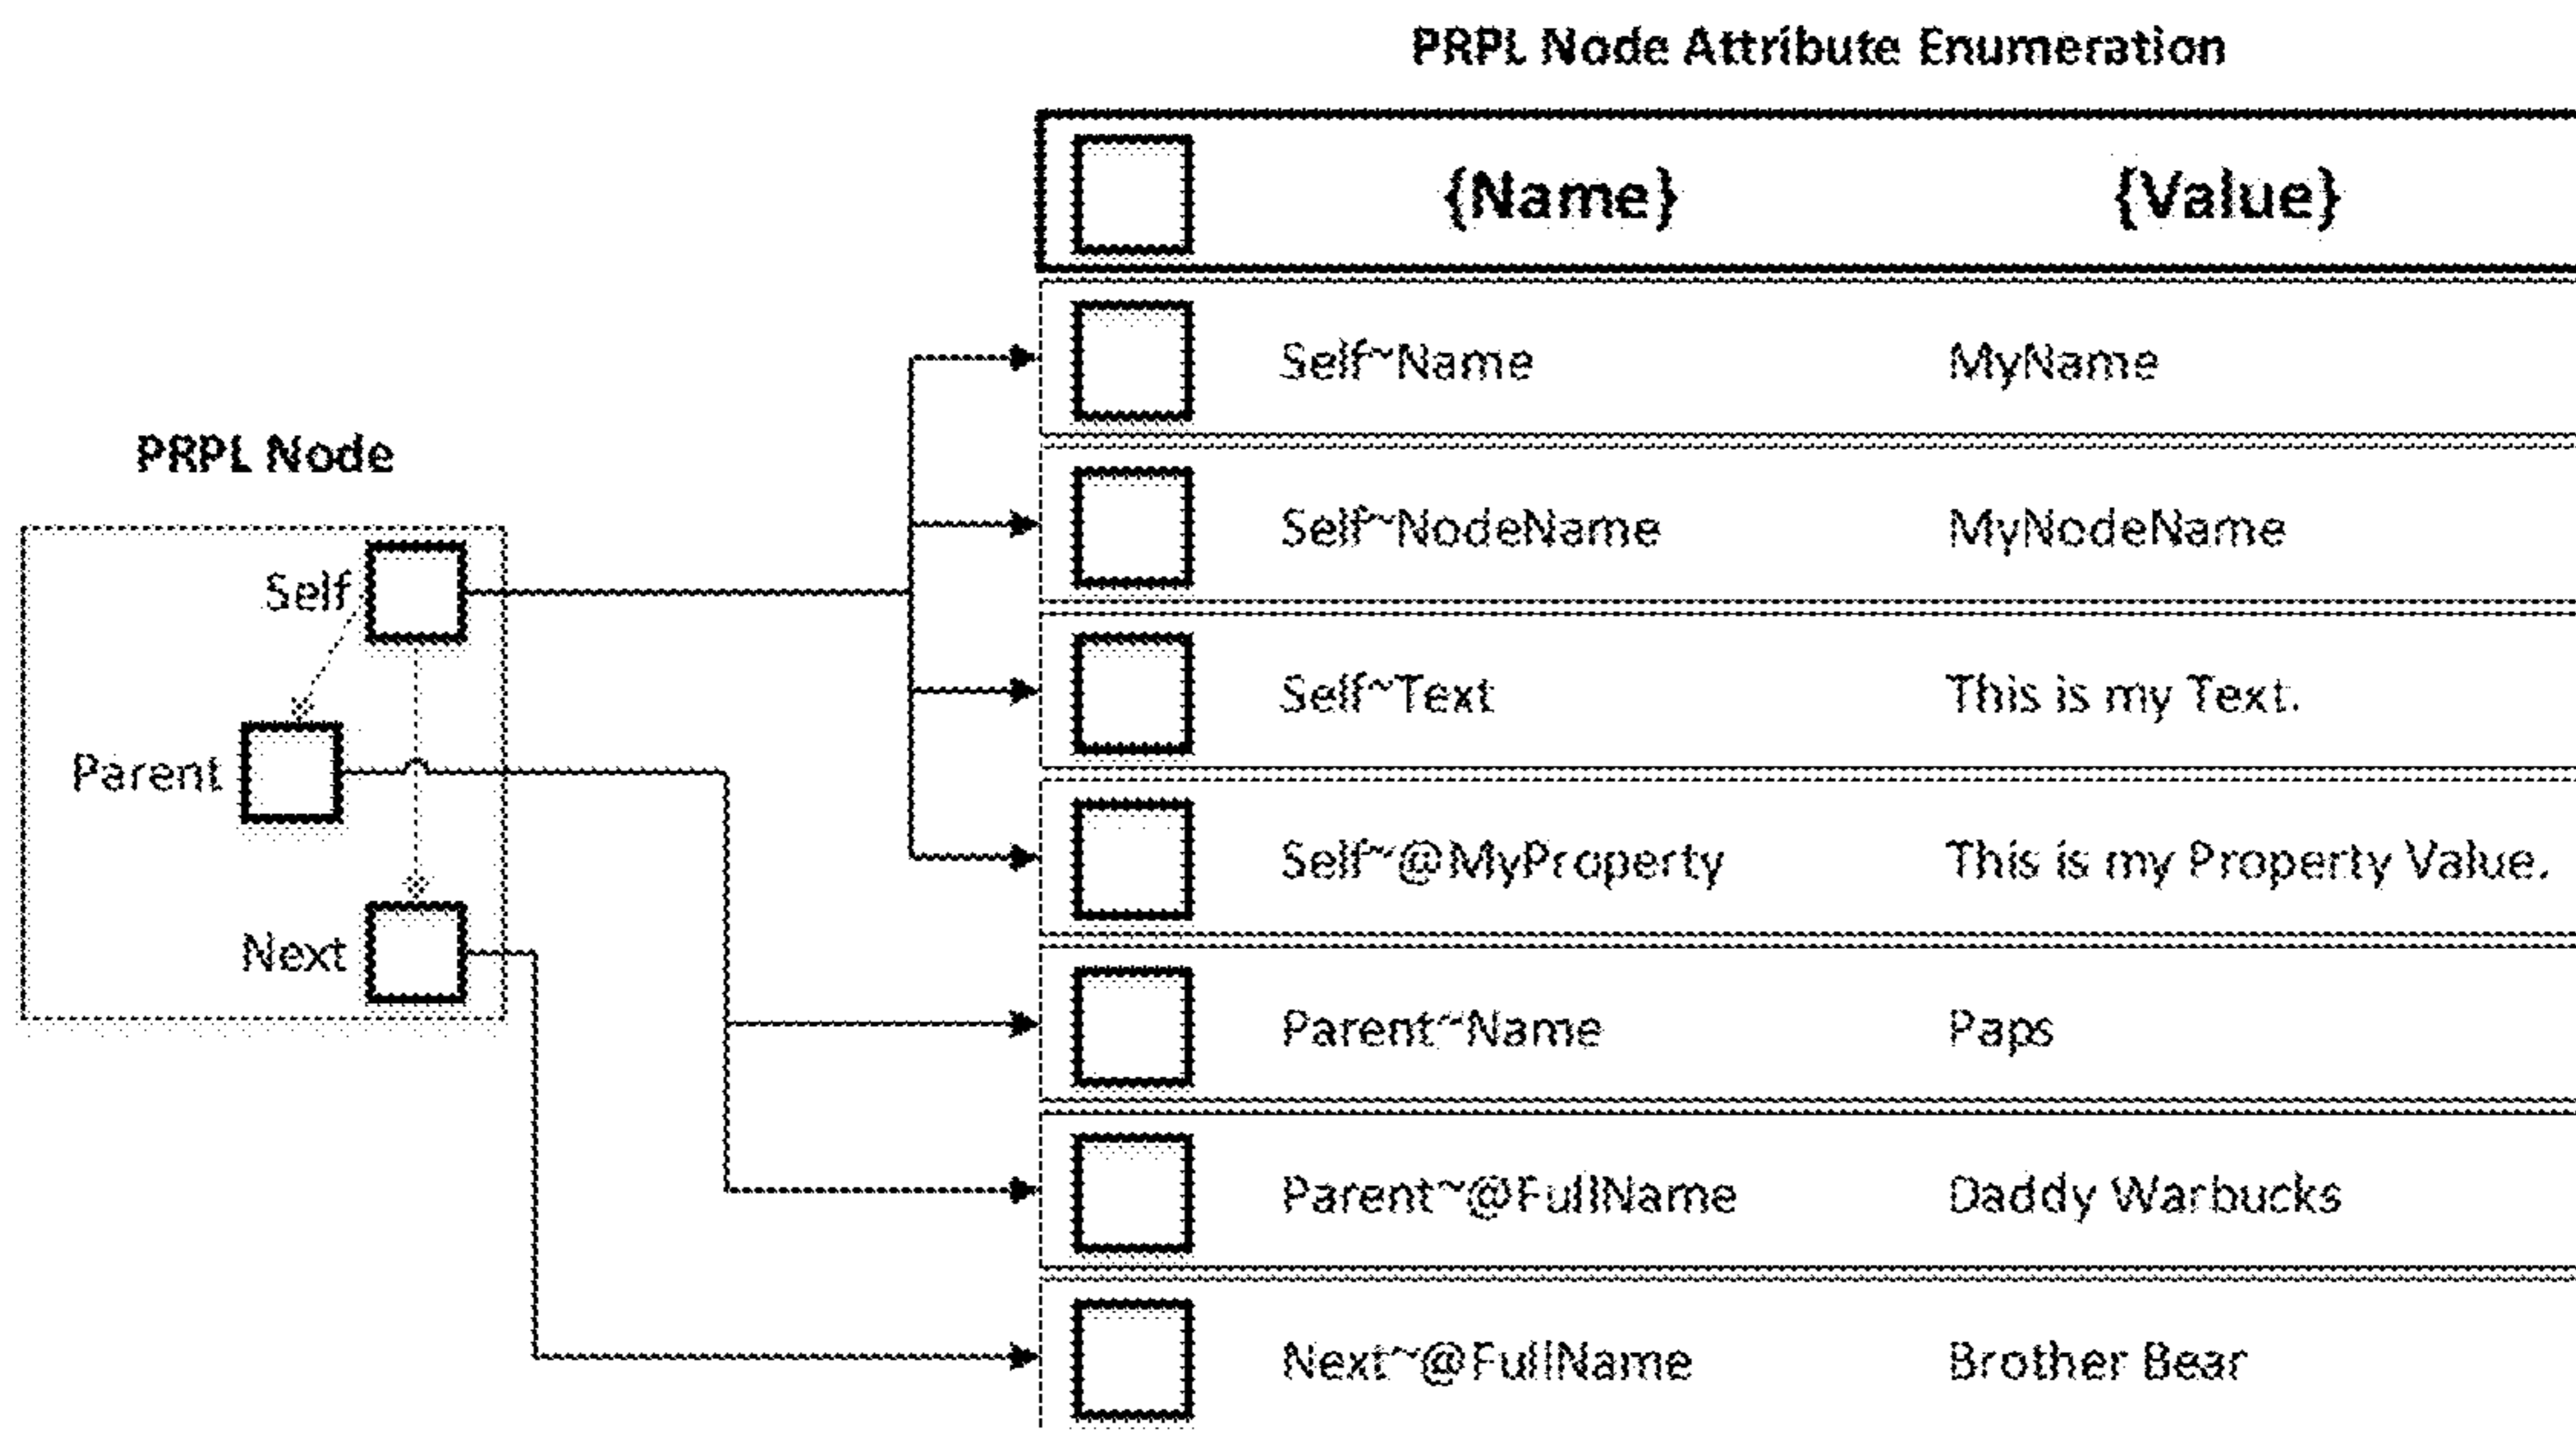 PRPL Node Attribute Enumeration
{Name} {Value}
Self~Name MyName
PRPL Node
Self~NodeName MyNodeName
Self
Self~Text This is my Text.
Parent
Self~@MyProperty This is my Property Value.
Next
Parent~Name Paps
Parent~@FullName Daddy Warbucks
Next~@FullName Brother Bear